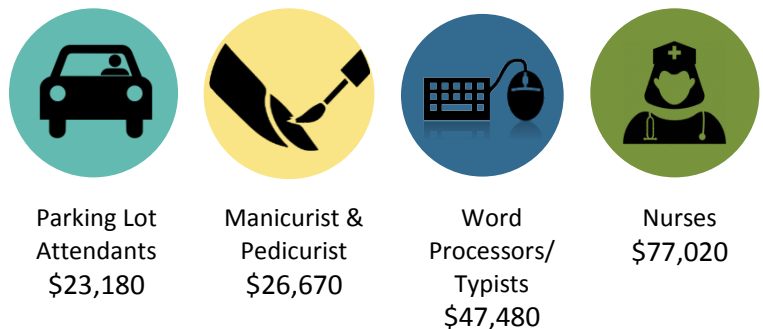 Parking Lot
Attendants
$23,180
Manicurist &
Pedicurist
$26,670
Word
Processors/
Typists
$47,480
Nurses
$77,020